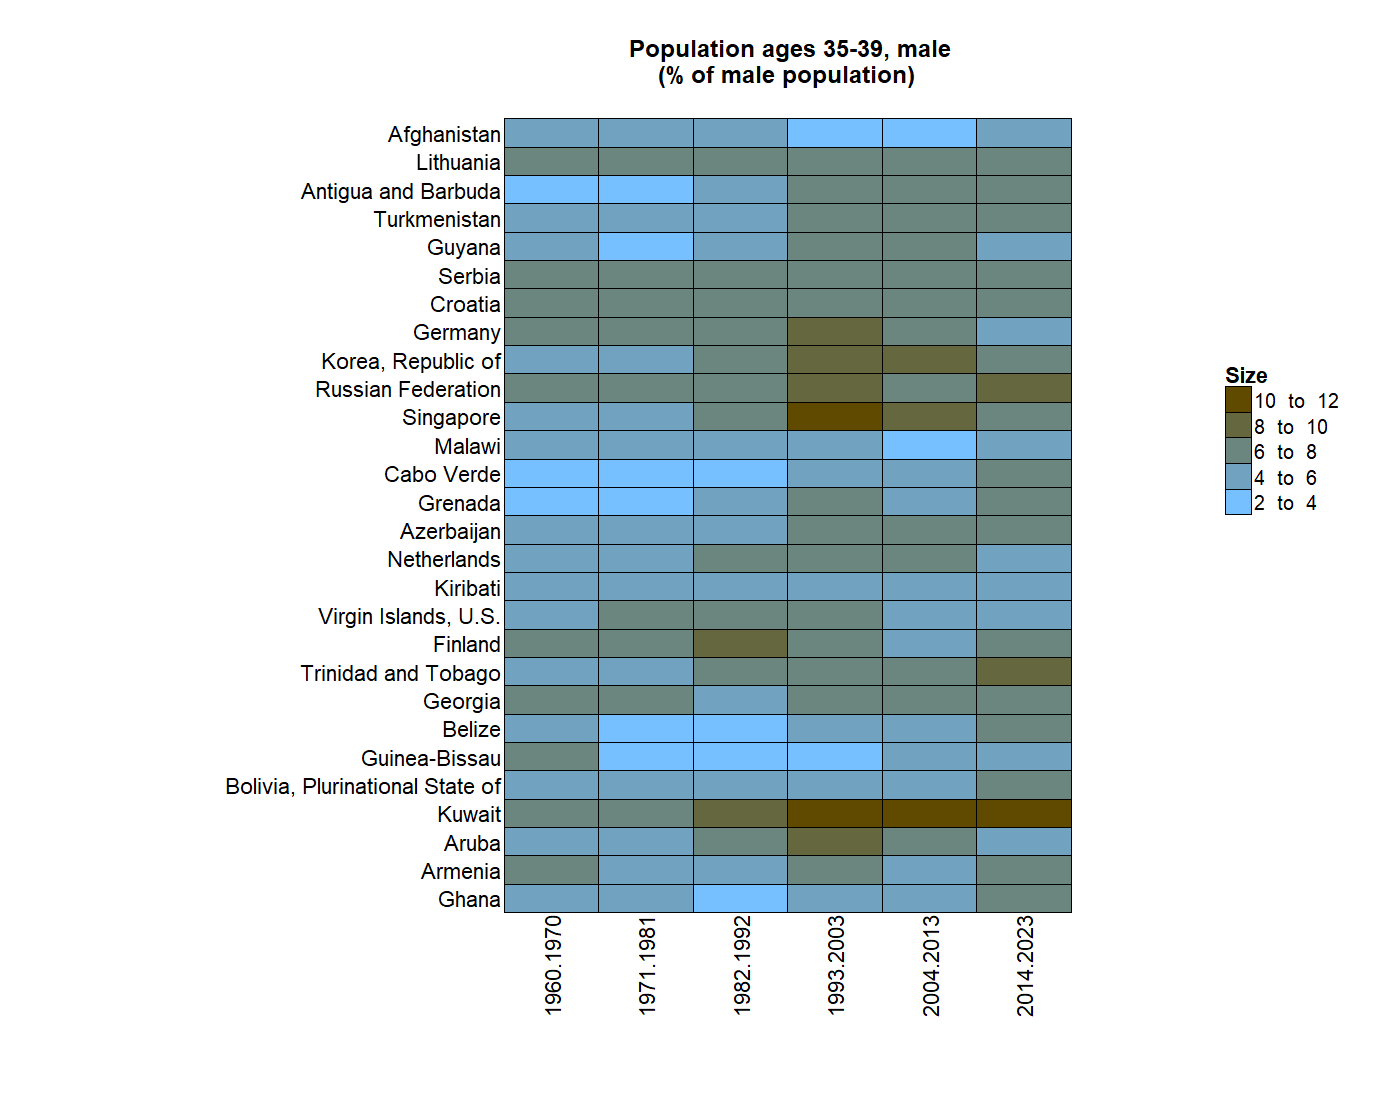 Population ages 35-39, male
(% of male population)
Afghanistan
Lithuania
Antigua and Barbuda
Turkmenistan
Guyana
Serbia
Croatia
Germany
Korea, Republic of
Russian Federation
Singapore
Malawi
Cabo Verde
Grenada
Azerbaijan
Netherlands
Kiribati
Virgin Islands, U.S.
Finland
Trinidad and Tobago
Georgia
Belize
Guinea-Bissau
Bolivia, Plurinational State of
Kuwait
Aruba
Armenia
Ghana
1960.1970
1971.1981
1982.1992
1993.2003
2004.2013
2014.2023
Size
10 to 12
8 to 10
6 to 8
4 to 6
2 to 4